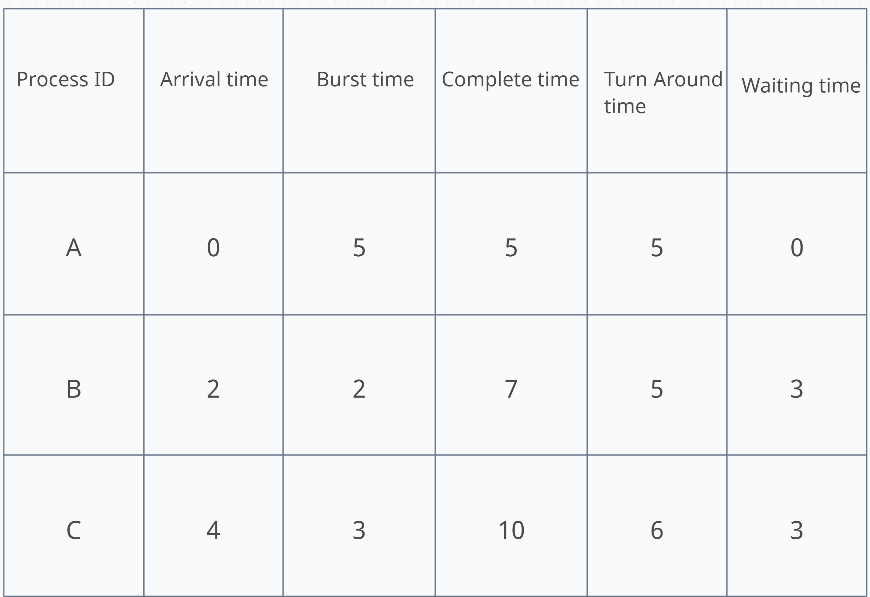 Process ID Arrival time Burst time Complete time Turn Around time Waiting time
A 0 5 5 5 0
B 2 2 7 5 3
C 4 3 10 6 3